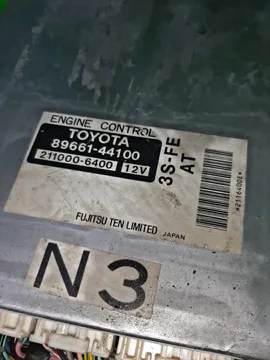 ENGINE CONTROL
TOYOTA
89661-44100
211000-6400 12V
3S-FE
AT
FUJITSU TEN LIMITED JAPAN
N3